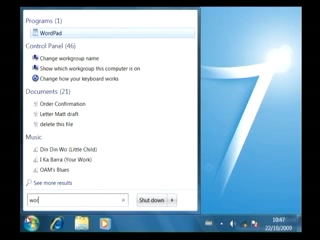 Programs (1)
WordPad
Control Panel (46)
Change workgroup name
Show which workgroup this computer is on
Change how your keyboard works
Documents (21)
Order Confirmation
Letter Matt draft
delete this file
Music
Din Din Wo (Little Child)
I Ka Barra (Your Work)
OAM's Blues
See more results
wor
Shut down
10:47
22/10/2009